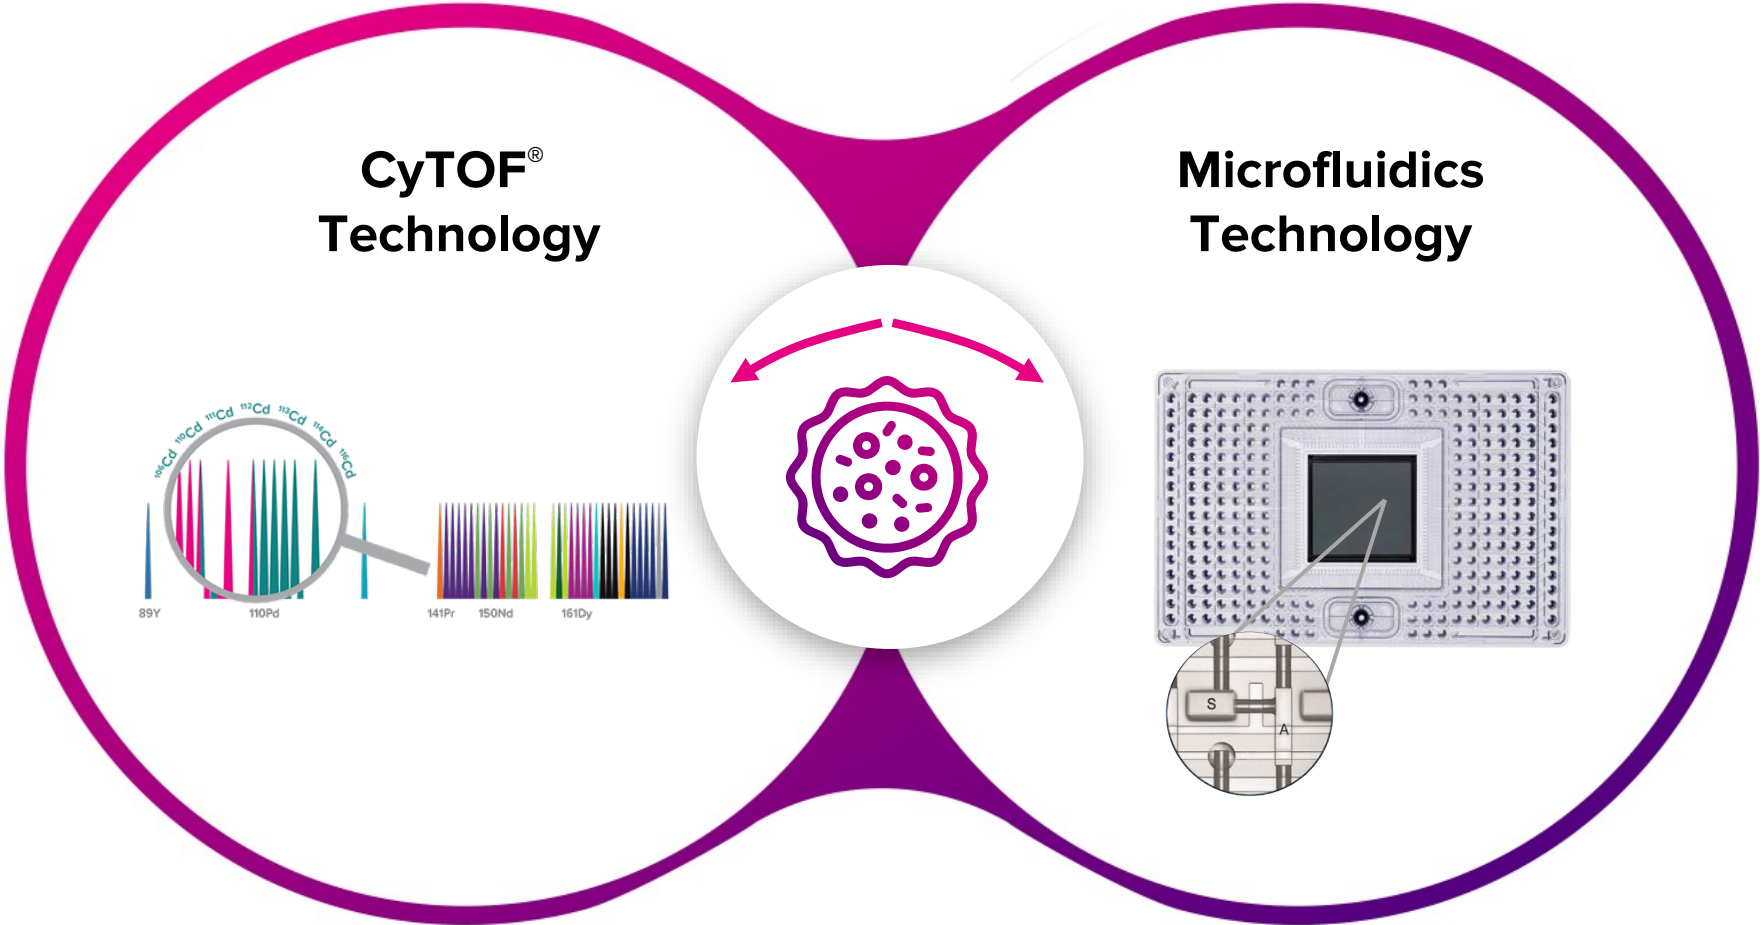 CyTOF®
Technology
Microfluidics
Technology
106Cd 110Cd 111Cd 112Cd 113Cd 114Cd 116Cd
89Y 110Pd 141Pr 150Nd 161Dy
S
A